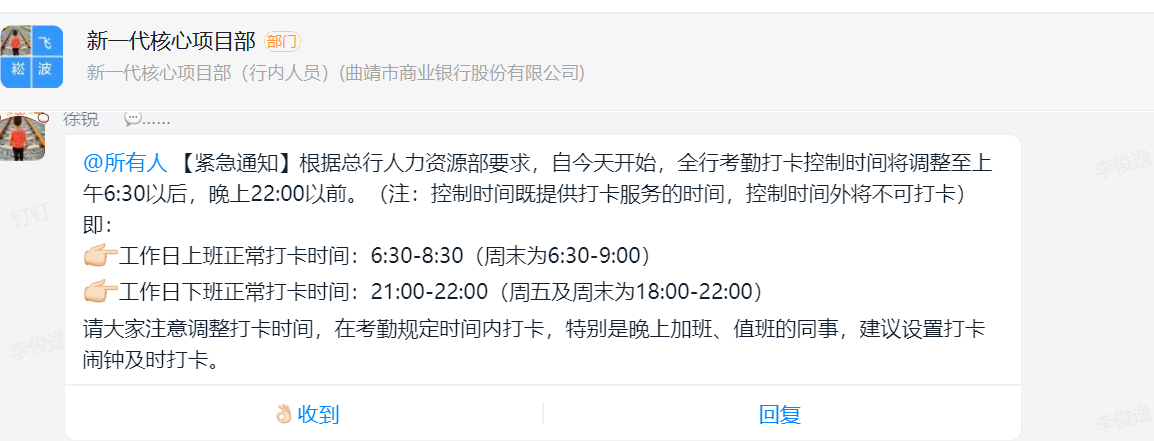 飞
崧 波
新一代核心项目部 部门
新一代核心项目部（行内人员）(曲靖市商业银行股份有限公司)
徐锐 ......
@所有人 【紧急通知】根据总行人力资源部要求，自今天开始，全行考勤打卡控制时间将调整至上
午6:30以后，晚上22:00以前。（注：控制时间既提供打卡服务的时间，控制时间外将不可打卡）
即：
👉工作日上班正常打卡时间：6:30-8:30（周末为6:30-9:00）
👉工作日下班正常打卡时间：21:00-22:00（周五及周末为18:00-22:00）
请大家注意调整打卡时间，在考勤规定时间内打卡，特别是晚上加班、值班的同事，建议设置打卡
闹钟及时打卡。
👌收到 回复
李俊逸
钉钉
李俊逸
李俊逸